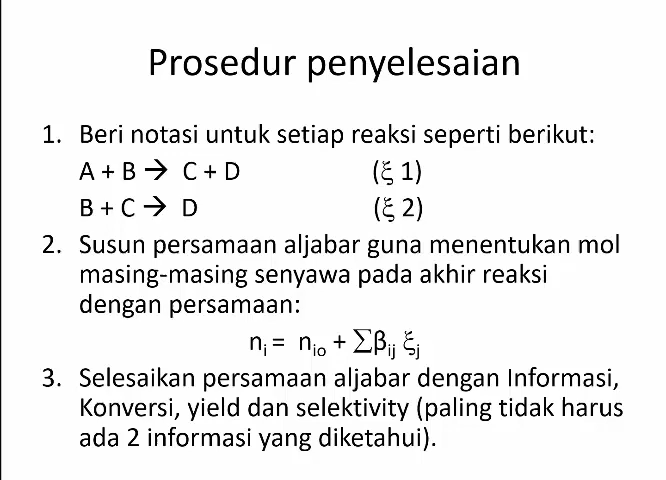 Prosedur penyelesaian
1. Beri notasi untuk setiap reaksi seperti berikut:
A + B → C + D (ξ 1)
B + C → D (ξ 2)
2. Susun persamaan aljabar guna menentukan mol
masing-masing senyawa pada akhir reaksi
dengan persamaan:
nᵢ = nᵢₒ + ∑βᵢⱼ ξⱼ
3. Selesaikan persamaan aljabar dengan Informasi,
Konversi, yield dan selektivity (paling tidak harus
ada 2 informasi yang diketahui).